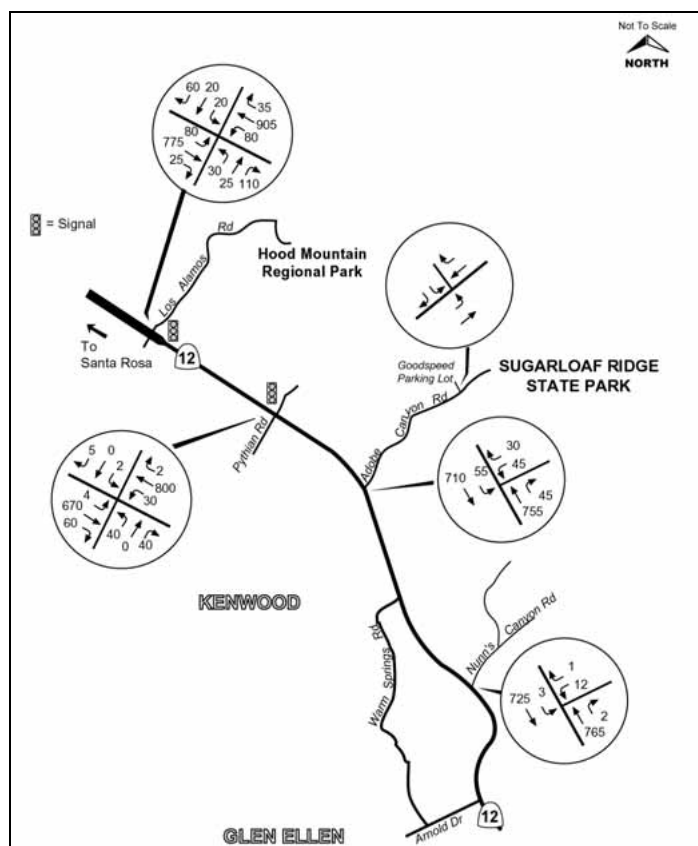 Not To Scale
NORTH
60 20
20
35
905
80
80
775
25
30
25 110
= Signal
Los Alamos Rd
Hood Mountain
Regional Park
To
Santa Rosa
12
Goodspeed
Parking Lot
SUGARLOAF RIDGE
STATE PARK
Adobe Canyon Rd
Pythian Rd
5 0
2
2
800
30
4
670
60
40
0 40
30
710 55 45
45
755
KENWOOD
Warm Springs Rd
Nunn's Canyon Rd
1
725 3 12
2
765
GLEN ELLEN
Arnold Dr
12